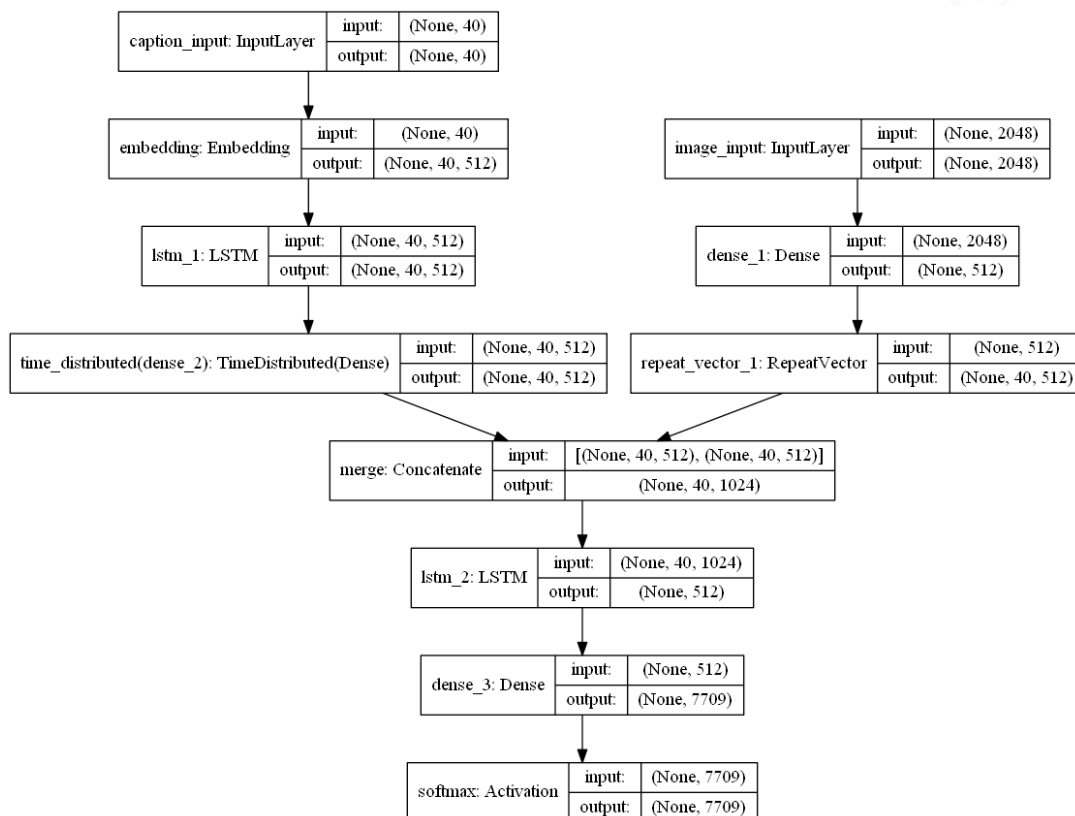 caption_input: InputLayer
input: (None, 40)
output: (None, 40)
embedding: Embedding
input: (None, 40)
output: (None, 40, 512)
image_input: InputLayer
input: (None, 2048)
output: (None, 2048)
lstm_1: LSTM
input: (None, 40, 512)
output: (None, 40, 512)
dense_1: Dense
input: (None, 2048)
output: (None, 512)
time_distributed(dense_2): TimeDistributed(Dense)
input: (None, 40, 512)
output: (None, 40, 512)
repeat_vector_1: RepeatVector
input: (None, 512)
output: (None, 40, 512)
merge: Concatenate
input: [(None, 40, 512), (None, 40, 512)]
output: (None, 40, 1024)
lstm_2: LSTM
input: (None, 40, 1024)
output: (None, 512)
dense_3: Dense
input: (None, 512)
output: (None, 7709)
softmax: Activation
input: (None, 7709)
output: (None, 7709)